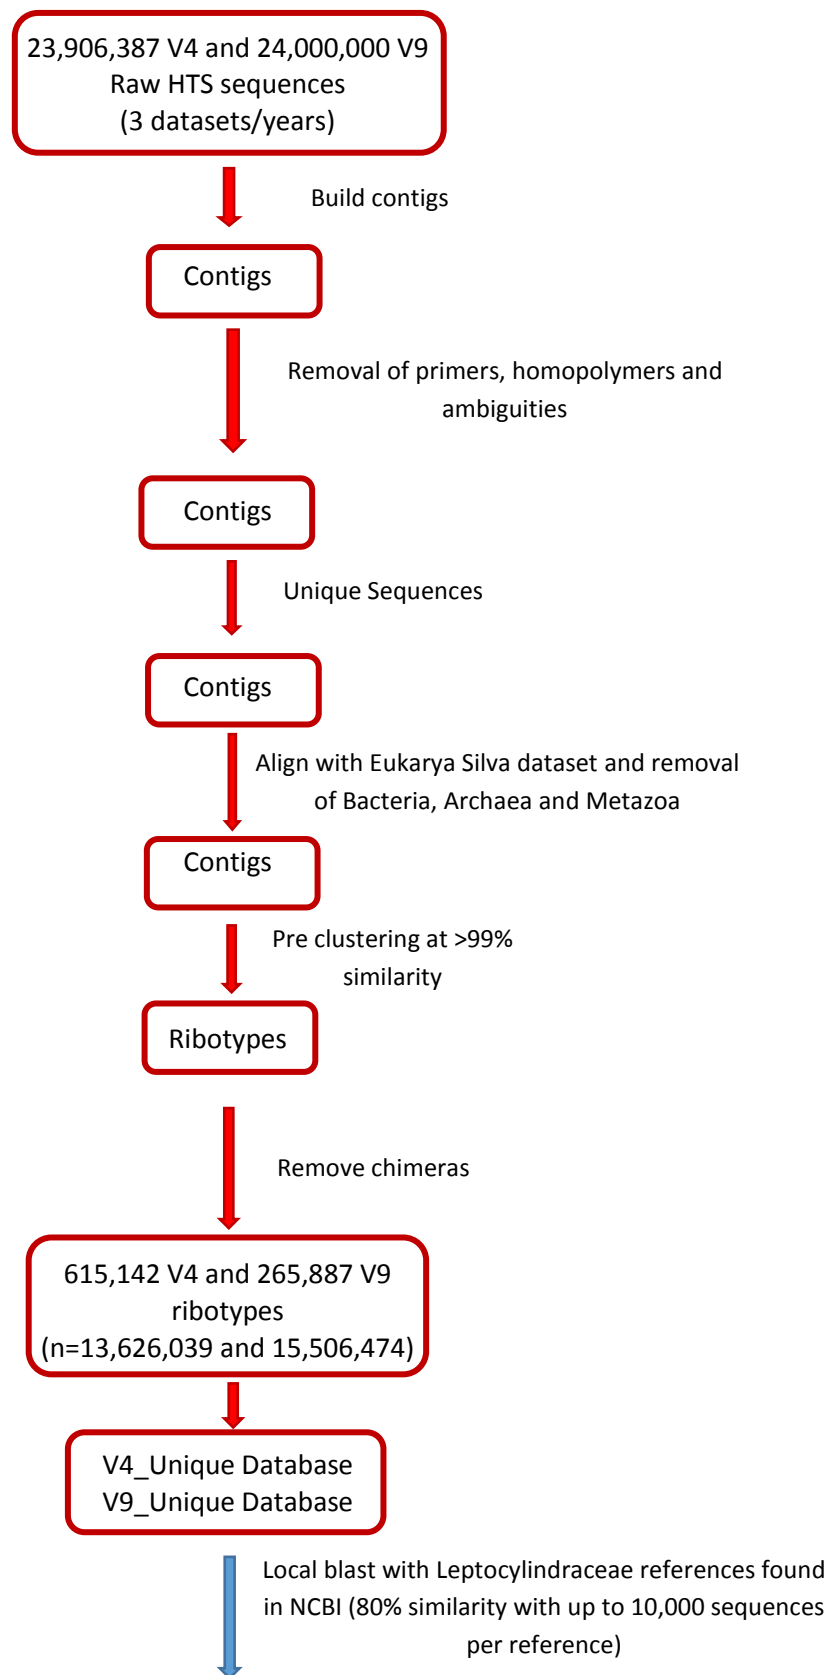 23,906,387 V4 and 24,000,000 V9
Raw HTS sequences
(3 datasets/years)
Build contigs
Contigs
Removal of primers, homopolymers and
ambiguities
Contigs
Unique Sequences
Contigs
Align with Eukarya Silva dataset and removal
of Bacteria, Archaea and Metazoa
Contigs
Pre clustering at >99%
similarity
Ribotypes
Remove chimeras
615,142 V4 and 265,887 V9
ribotypes
(n=13,626,039 and 15,506,474)
V4_Unique Database
V9_Unique Database
Local blast with Leptocylindraceae references found
in NCBI (80% similarity with up to 10,000 sequences
per reference)